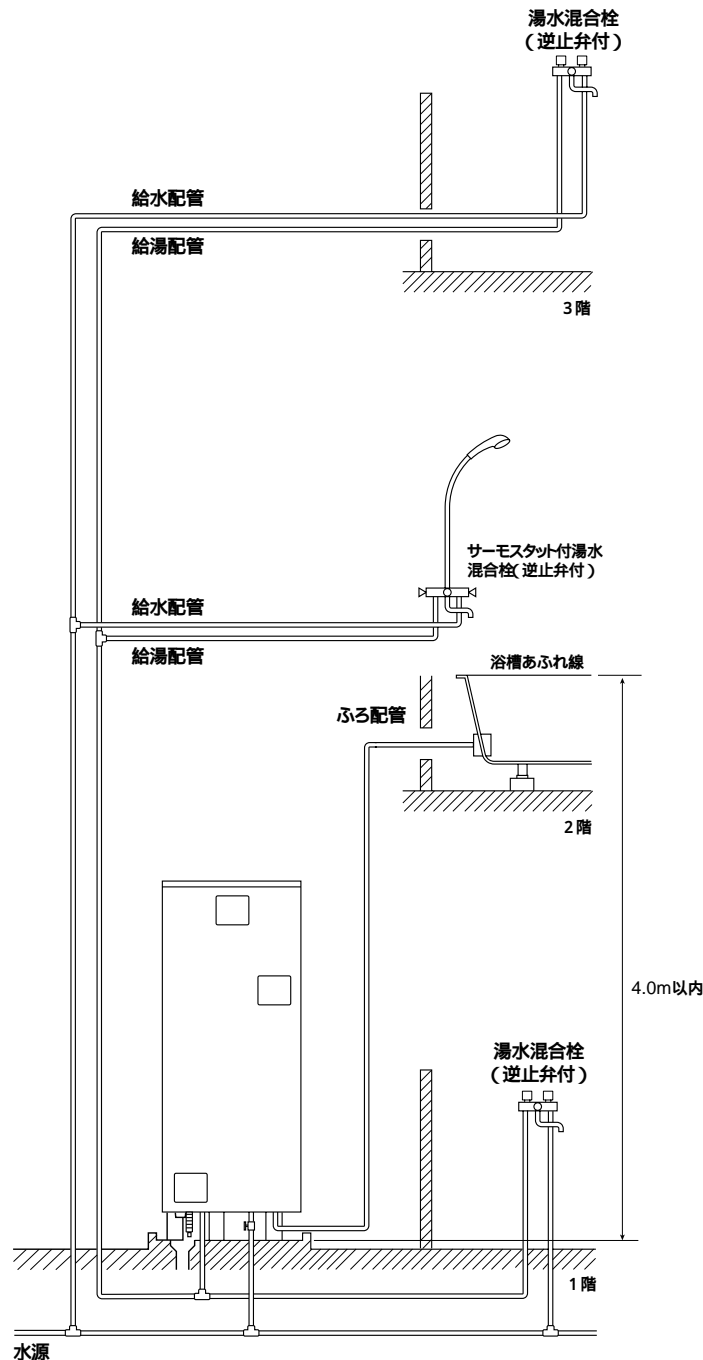 湯水混合栓
（逆止弁付）
給水配管
給湯配管
3階
サーモスタット付湯水
混合栓（逆止弁付）
給水配管
給湯配管
浴槽あふれ線
ふろ配管
2階
4.0m以内
湯水混合栓
（逆止弁付）
1階
水源